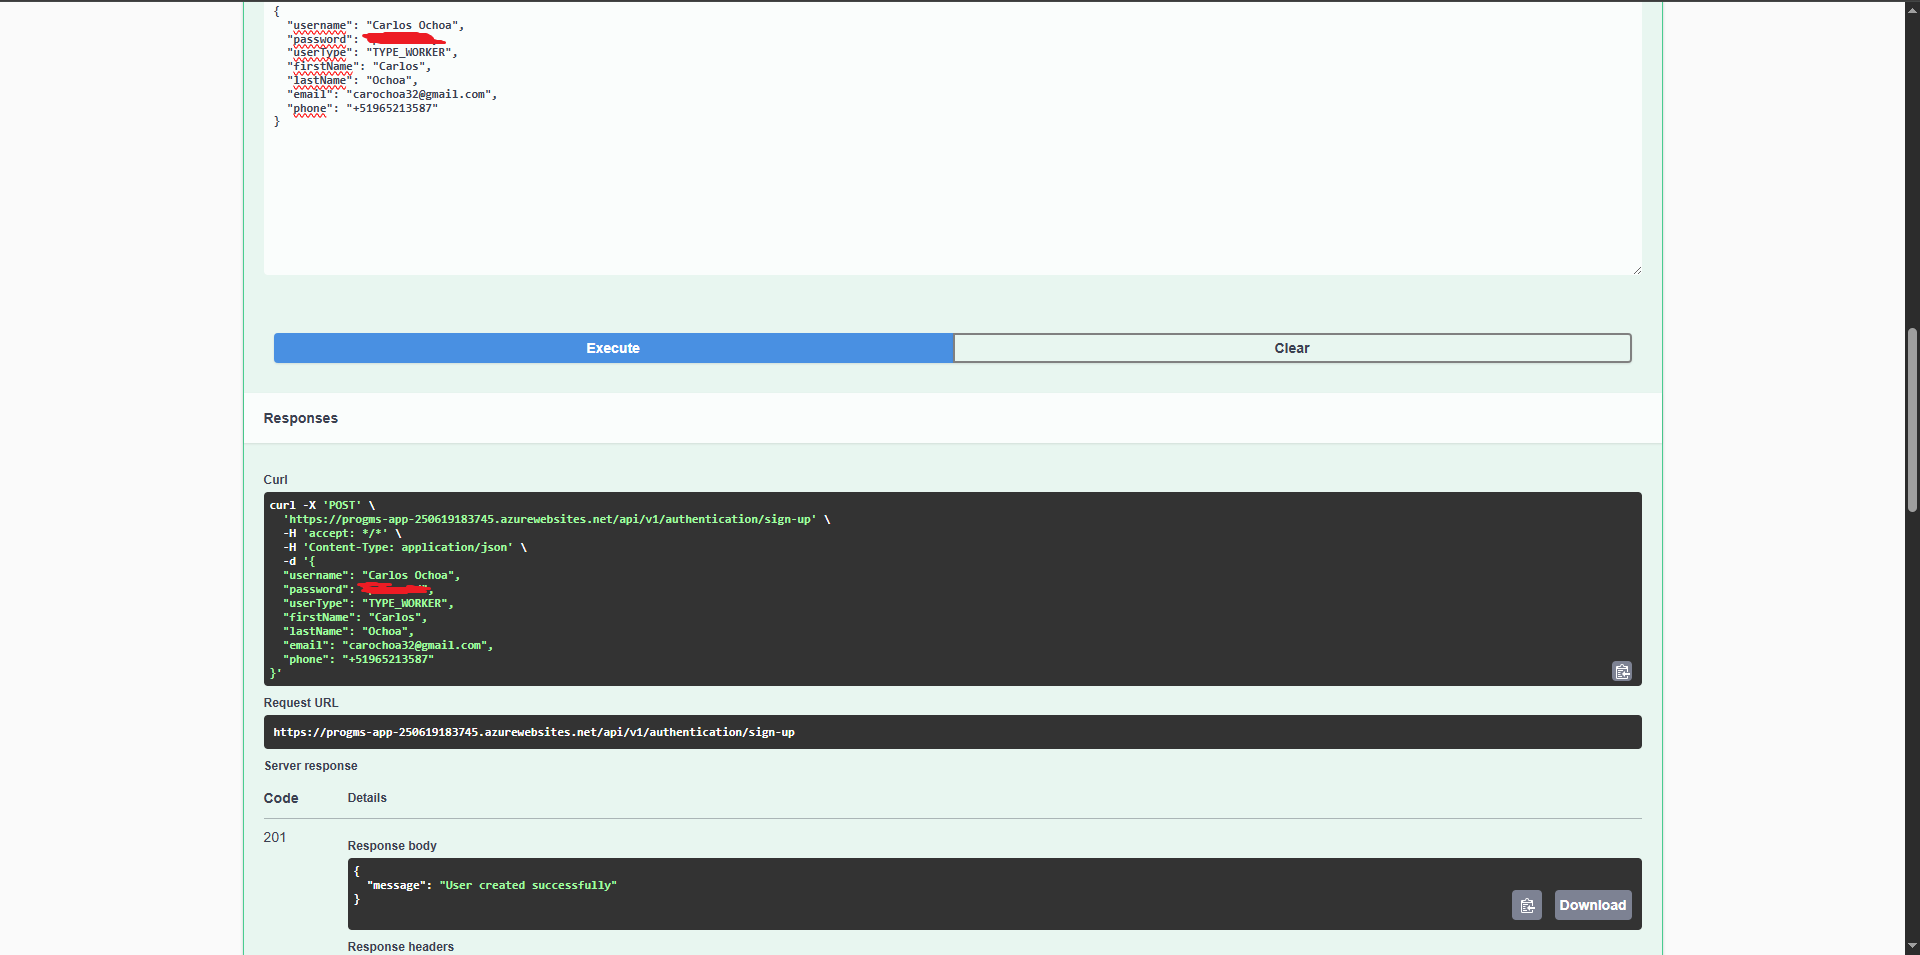 {
  "username": "Carlos Ochoa",
  "password":
  "userType": "TYPE_WORKER",
  "firstName": "Carlos",
  "lastName": "Ochoa",
  "email": "carochoa32@gmail.com",
  "phone": "+51965213587"
}
Execute
Clear
Responses
Curl
curl -X 'POST' \
  'https://progms-app-250619183745.azurewebsites.net/api/v1/authentication/sign-up' \
  -H 'accept: */*' \
  -H 'Content-Type: application/json' \
  -d '{
  "username": "Carlos Ochoa",
  "password": ",
  "userType": "TYPE_WORKER",
  "firstName": "Carlos",
  "lastName": "Ochoa",
  "email": "carochoa32@gmail.com",
  "phone": "+51965213587"
}'
Request URL
https://progms-app-250619183745.azurewebsites.net/api/v1/authentication/sign-up
Server response
Code Details
201
Response body
{
  "message": "User created successfully"
}
Download
Response headers